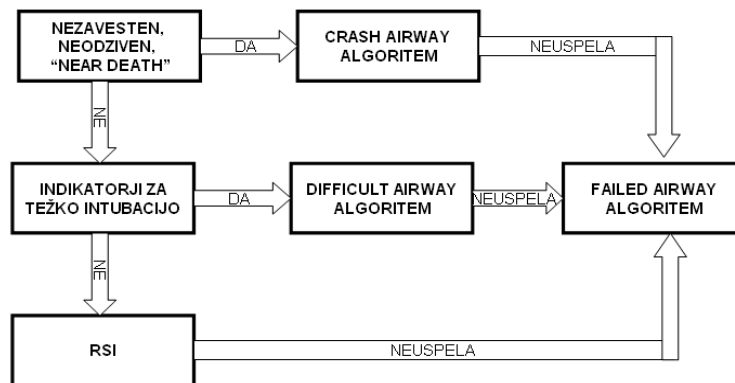 NEZAVESTEN,
NEODZIVEN,
“NEAR DEATH”
DA
CRASH AIRWAY
ALGORITEM
NEUSPELA
NE
INDIKATORJI ZA
TEŽKO INTUBACIJO
DA
DIFFICULT AIRWAY
ALGORITEM
NEUSPELA
FAILED AIRWAY
ALGORITEM
NE
RSI
NEUSPELA